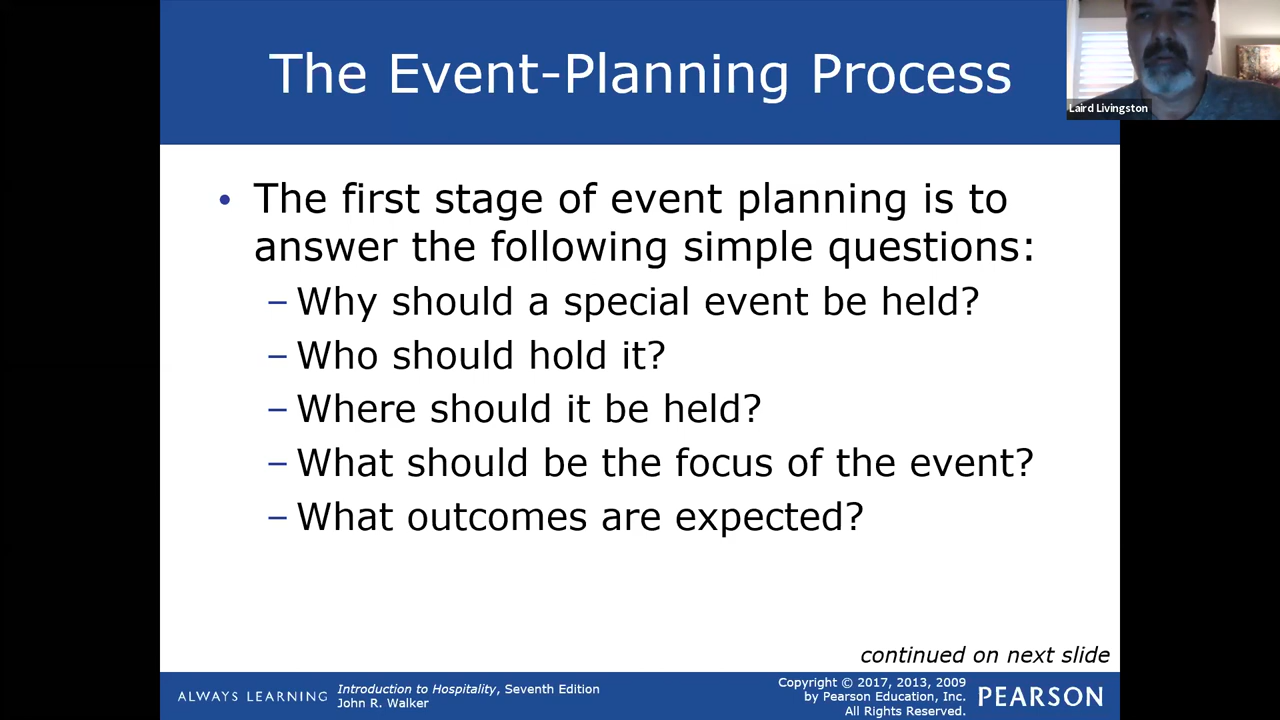 The Event-Planning Process
Laird Livingston
• The first stage of event planning is to
answer the following simple questions:
– Why should a special event be held?
– Who should hold it?
– Where should it be held?
– What should be the focus of the event?
– What outcomes are expected?
continued on next slide
ALWAYS LEARNING
Introduction to Hospitality, Seventh Edition
John R. Walker
Copyright © 2017, 2013, 2009
by Pearson Education, Inc.
All Rights Reserved.
PEARSON